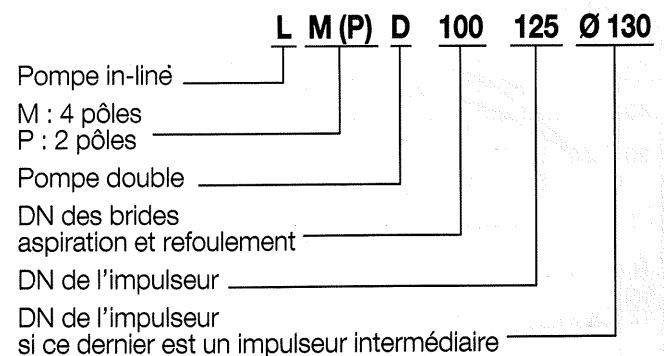 L M (P) D 100 125 Ø 130
Pompe in-line
M : 4 pôles
P : 2 pôles
Pompe double
DN des brides
aspiration et refoulement
DN de l'impulseur
DN de l'impulseur
si ce dernier est un impulseur intermédiaire